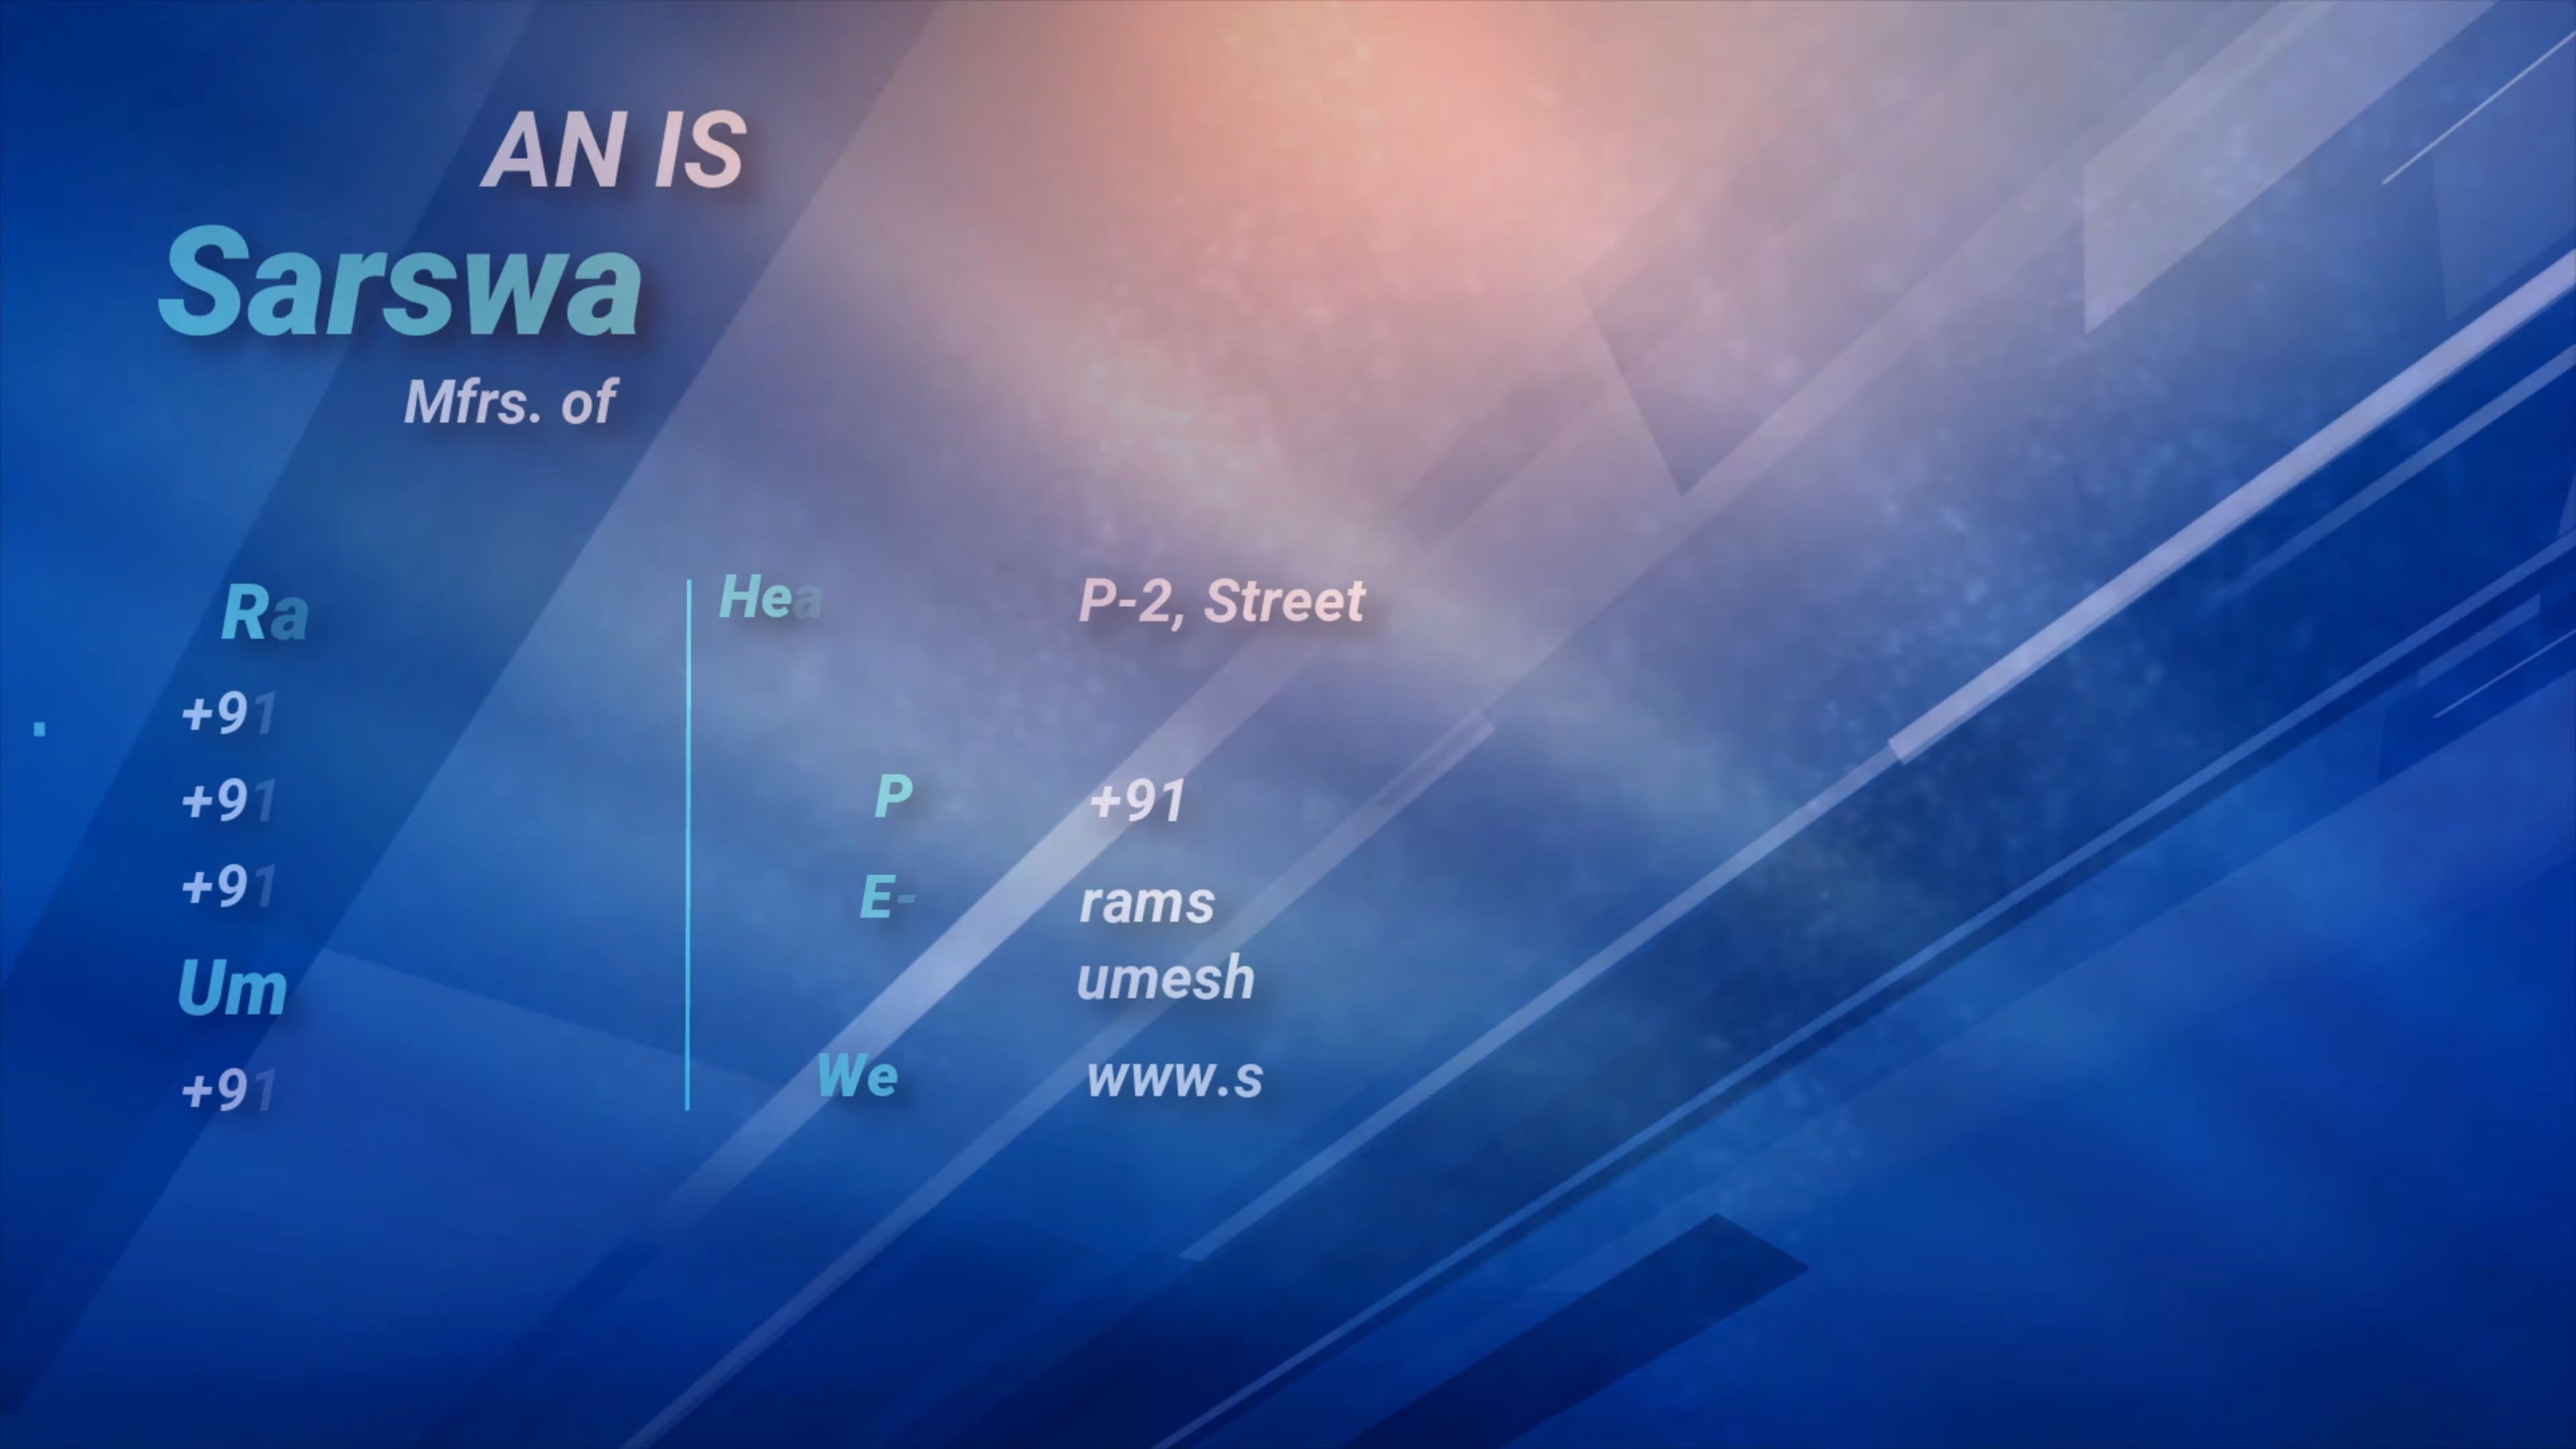 AN IS
Sarswa
Mfrs. of
Ra
+91
+91
+91
Um
+91
Hea
P-2, Street
P
+91
E-
rams
umesh
We
www.s